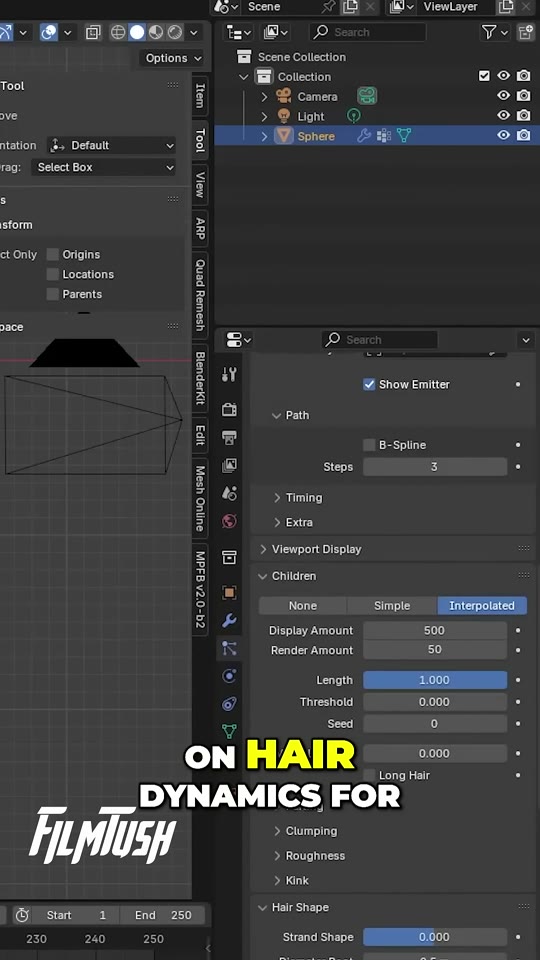 Scene
ViewLayer
Search
Options
Scene Collection
Collection
Camera
Light
Sphere
Tool
ove
ntation
Default
Drag:
Select Box
s
nsform
ct Only
Origins
Locations
Parents
pace
Item
Tool
View
ARP
Quad Remesh
BlenderKit
Edit
Mesh Online
MPFB v2.0-b2
Search
Show Emitter
Path
B-Spline
Steps
3
Timing
Extra
Viewport Display
Children
None
Simple
Interpolated
Display Amount
500
Render Amount
50
Length
1.000
Threshold
0.000
Seed
0
0.000
Long Hair
ON HAIR
DYNAMICS FOR
FILMTUSH
Clumping
Roughness
Kink
Hair Shape
Strand Shape
0.000
Start
1
End
250
230
240
250